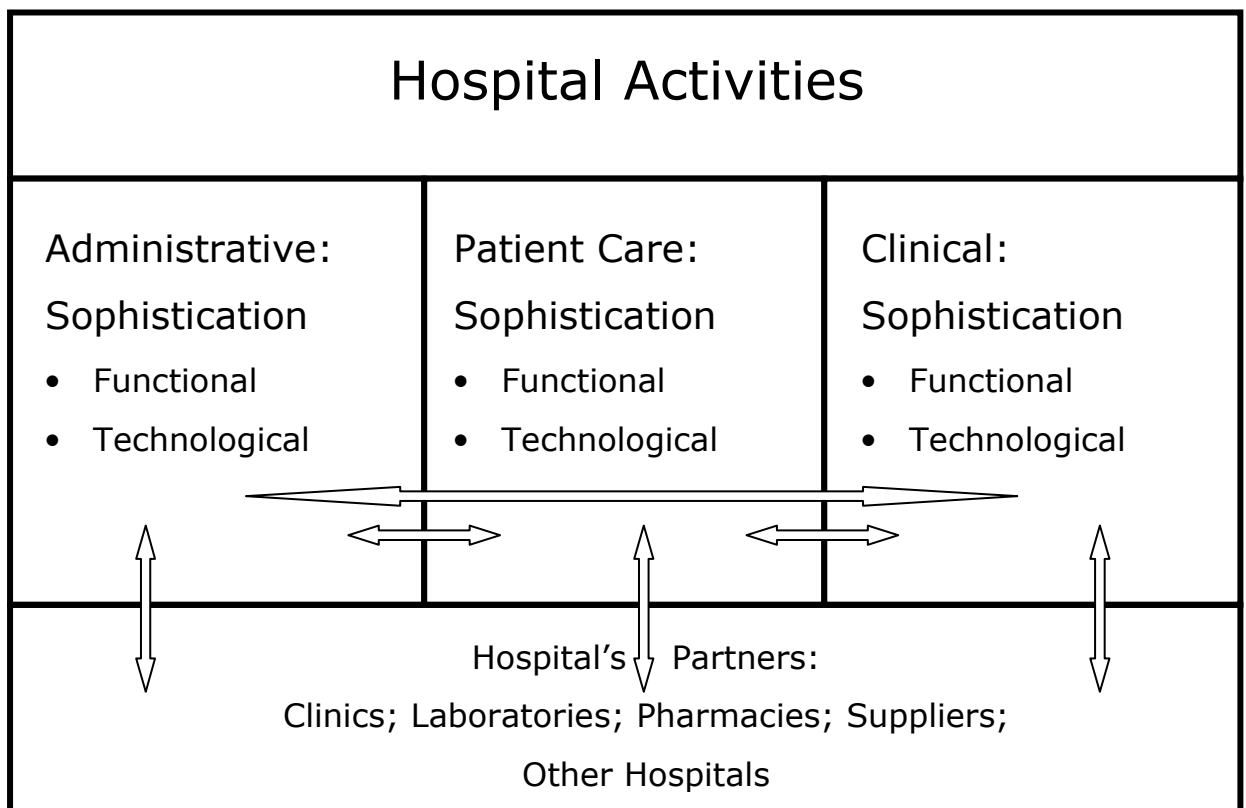 Hospital Activities
Administrative:
Sophistication
• Functional
• Technological
Patient Care:
Sophistication
• Functional
• Technological
Clinical:
Sophistication
• Functional
• Technological
Hospital’s Partners:
Clinics; Laboratories; Pharmacies; Suppliers;
Other Hospitals